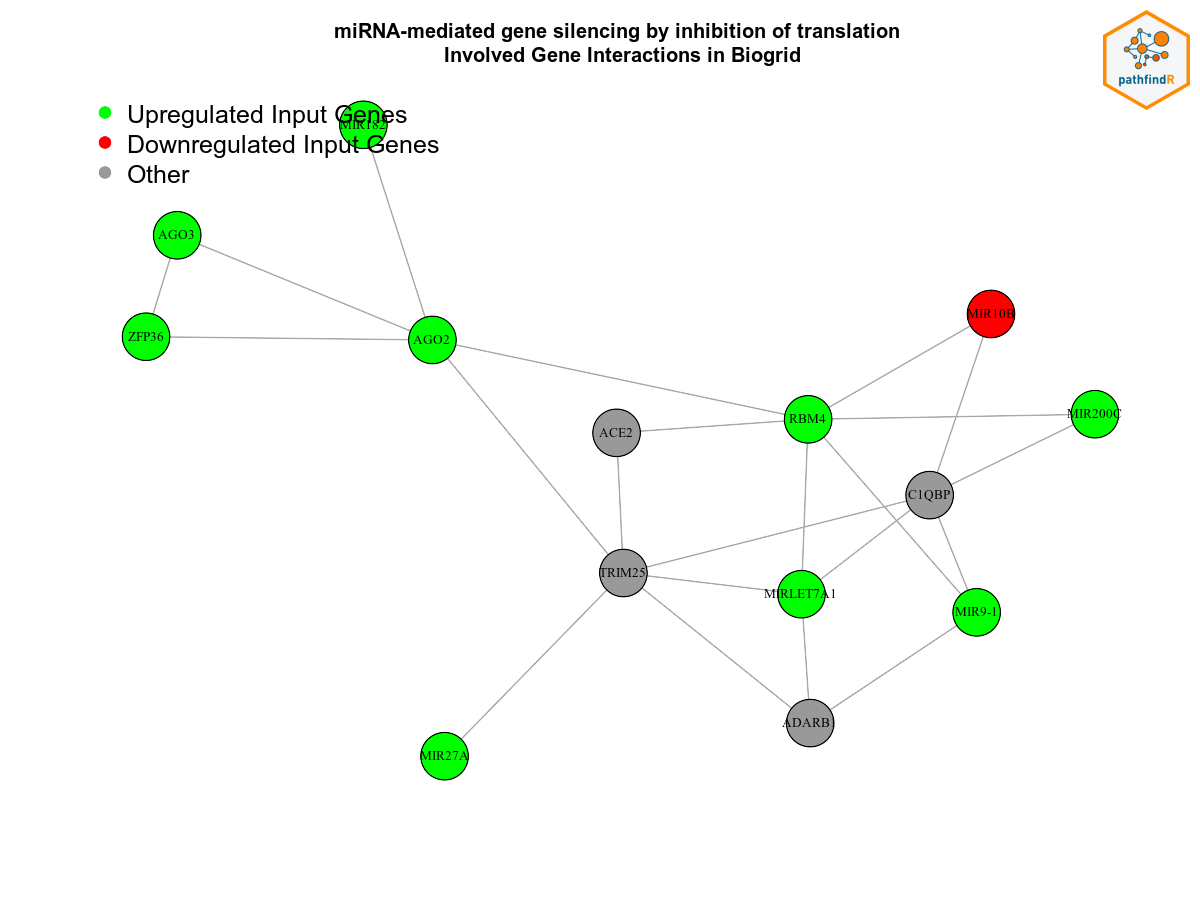 miRNA-mediated gene silencing by inhibition of translation
Involved Gene Interactions in Biogrid
pathfindR
Upregulated Input Genes
MIR182
Downregulated Input Genes
Other
AGO3
MIR10B
ZFP36
AGO2
MIR200C
RBM4
ACE2
C1QBP
TRIM25
MIRLET7A1
MIR9-1
ADARB
MIR27A